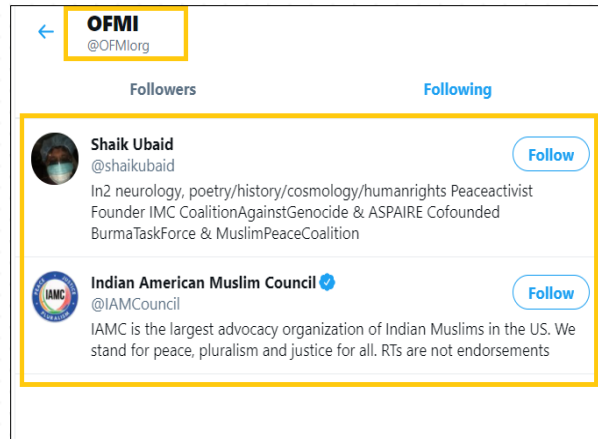 OFMI
@OFMIorg
Followers Following
Shaik Ubaid
@shaikubaid
Follow
In2 neurology, poetry/history/cosmology/humanrights Peaceactivist
Founder IMC CoalitionAgainstGenocide & ASPAIRE Cofounded
BurmaTaskForce & MuslimPeaceCoalition
IAMC
Indian American Muslim Council
@IAMCouncil
Follow
IAMC is the largest advocacy organization of Indian Muslims in the US. We
stand for peace, pluralism and justice for all. RTs are not endorsements